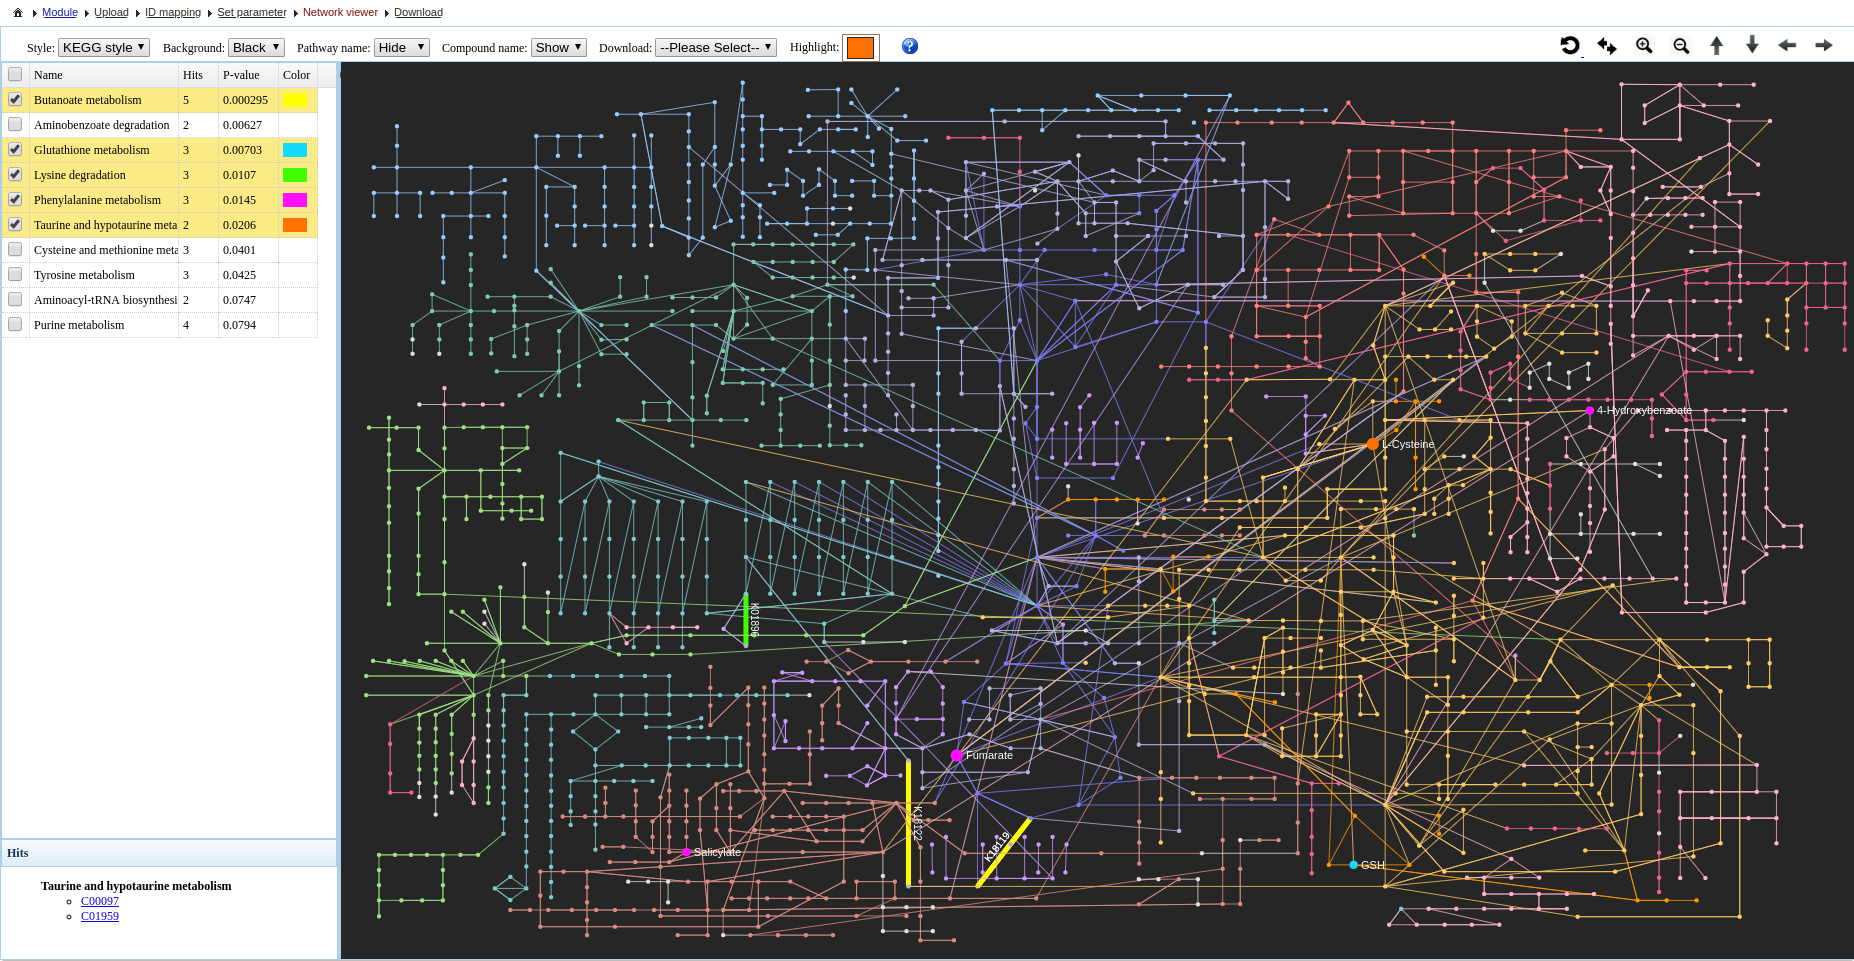 Module Upload ID mapping Set parameter Network viewer Download
Style: KEGG style Background: Black Pathway name: Hide Compound name: Show Download: --Please Select-- Highlight: ?
Name Hits P-value Color
Butanoate metabolism 5 0.000295
Aminobenzoate degradation 2 0.00627
Glutathione metabolism 3 0.00703
Lysine degradation 3 0.0107
Phenylalanine metabolism 3 0.0145
Taurine and hypotaurine meta 2 0.0206
Cysteine and methionine meta 3 0.0401
Tyrosine metabolism 3 0.0425
Aminoacyl-tRNA biosynthesi 2 0.0747
Purine metabolism 4 0.0794
4-Hydroxybenzoate
L-Cysteine
K01896
Fumarate
K18122
K18119
Salicylate
GSH
Hits
Taurine and hypotaurine metabolism
C00097
C01959